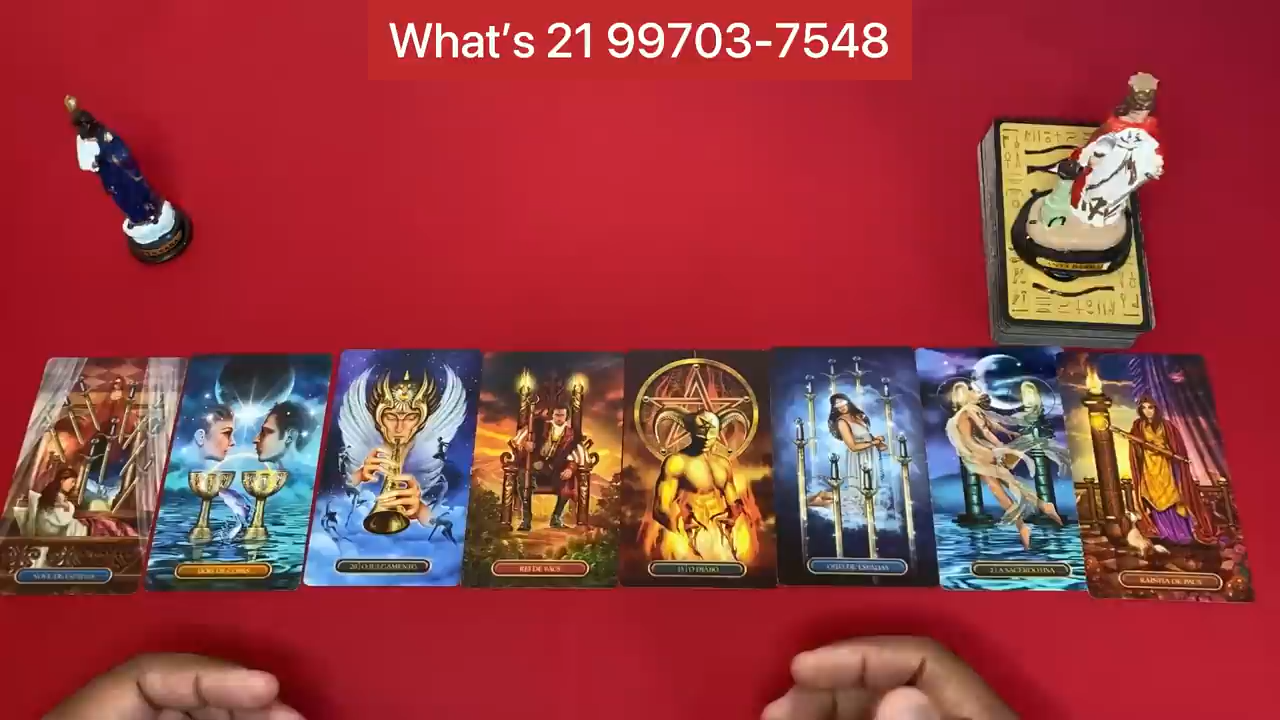 What's 21 99703-7548
NOVE DE ESPADAS
DOIS DE COPAS
20 | O JULGAMENTO
REI DE PAUS
15 | O DIABO
OITO DE ESPADAS
2 | A SACERDOTISA
RAINHA DE PAUS